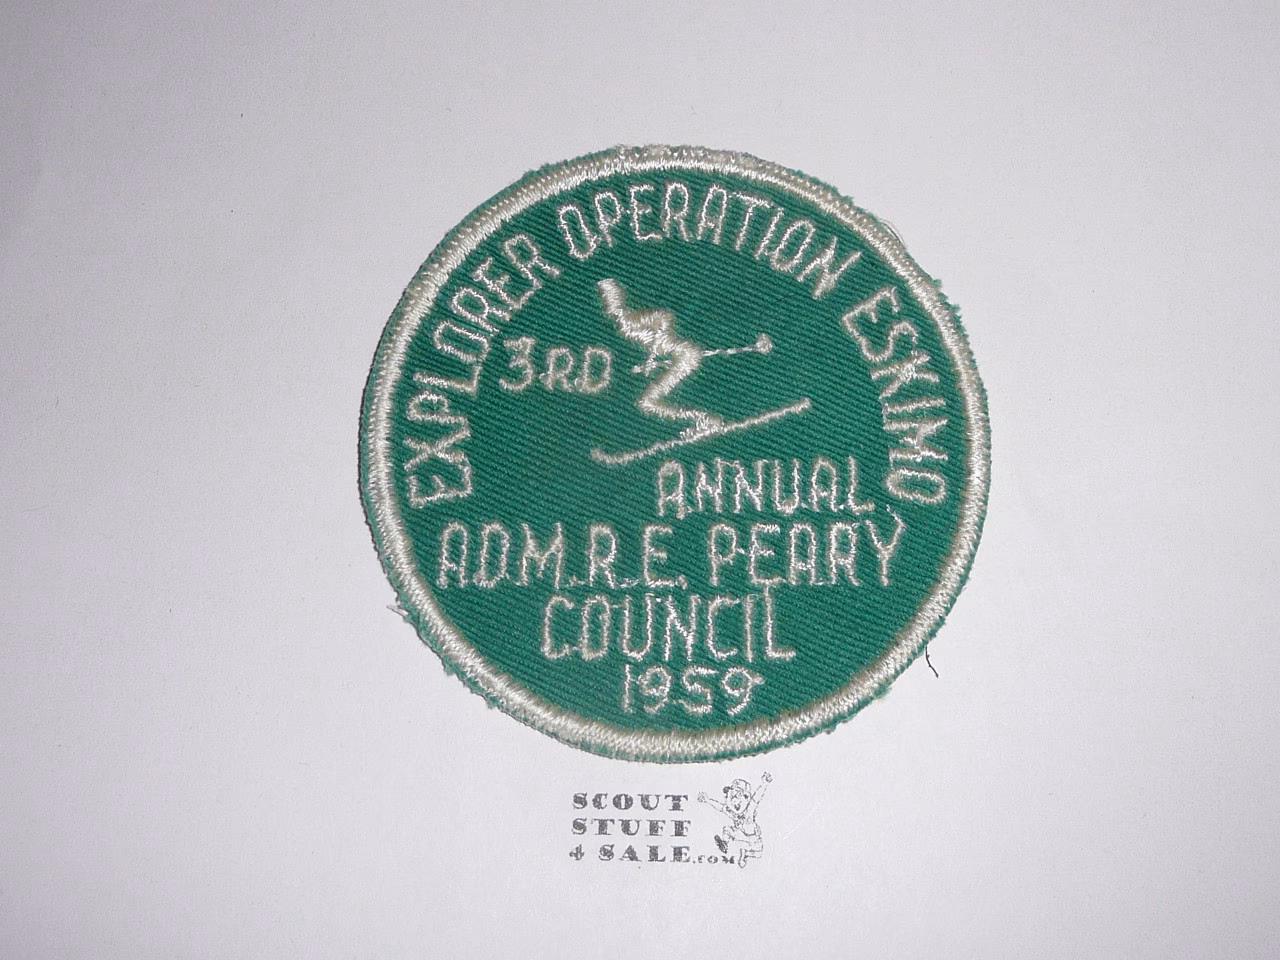 EXPLORER OPERATION ESKIMO
3RD
ANNUAL
ADM. R. E. PEARY
COUNCIL
1959
SCOUT
STUFF
4 SALE.COM